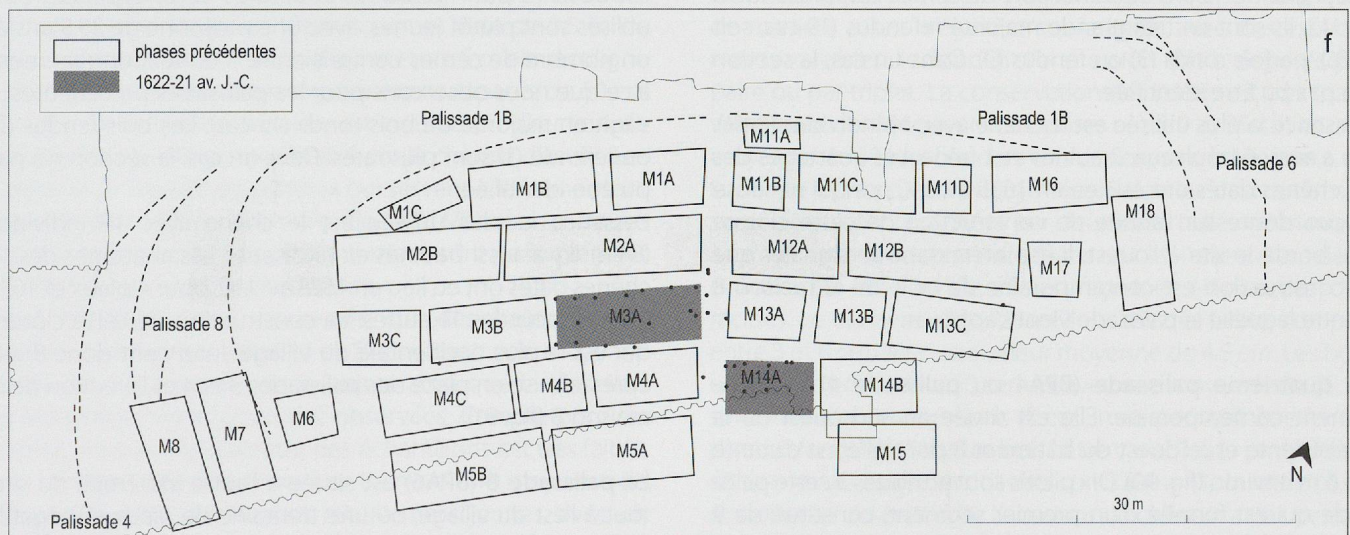 f
phases précédentes
1622-21 av. J.-C.
Palissade 1B
Palissade 1B
Palissade 6
M11A
M1C
M1B
M1A
M11B
M11C
M11D
M16
M18
M2B
M2A
M12A
M12B
M17
Palissade 8
M3C
M3B
M3A
M13A
M13B
M13C
M8
M7
M6
M4C
M4B
M4A
M14A
M14B
M5B
M5A
M15
Palissade 4
N
30 m